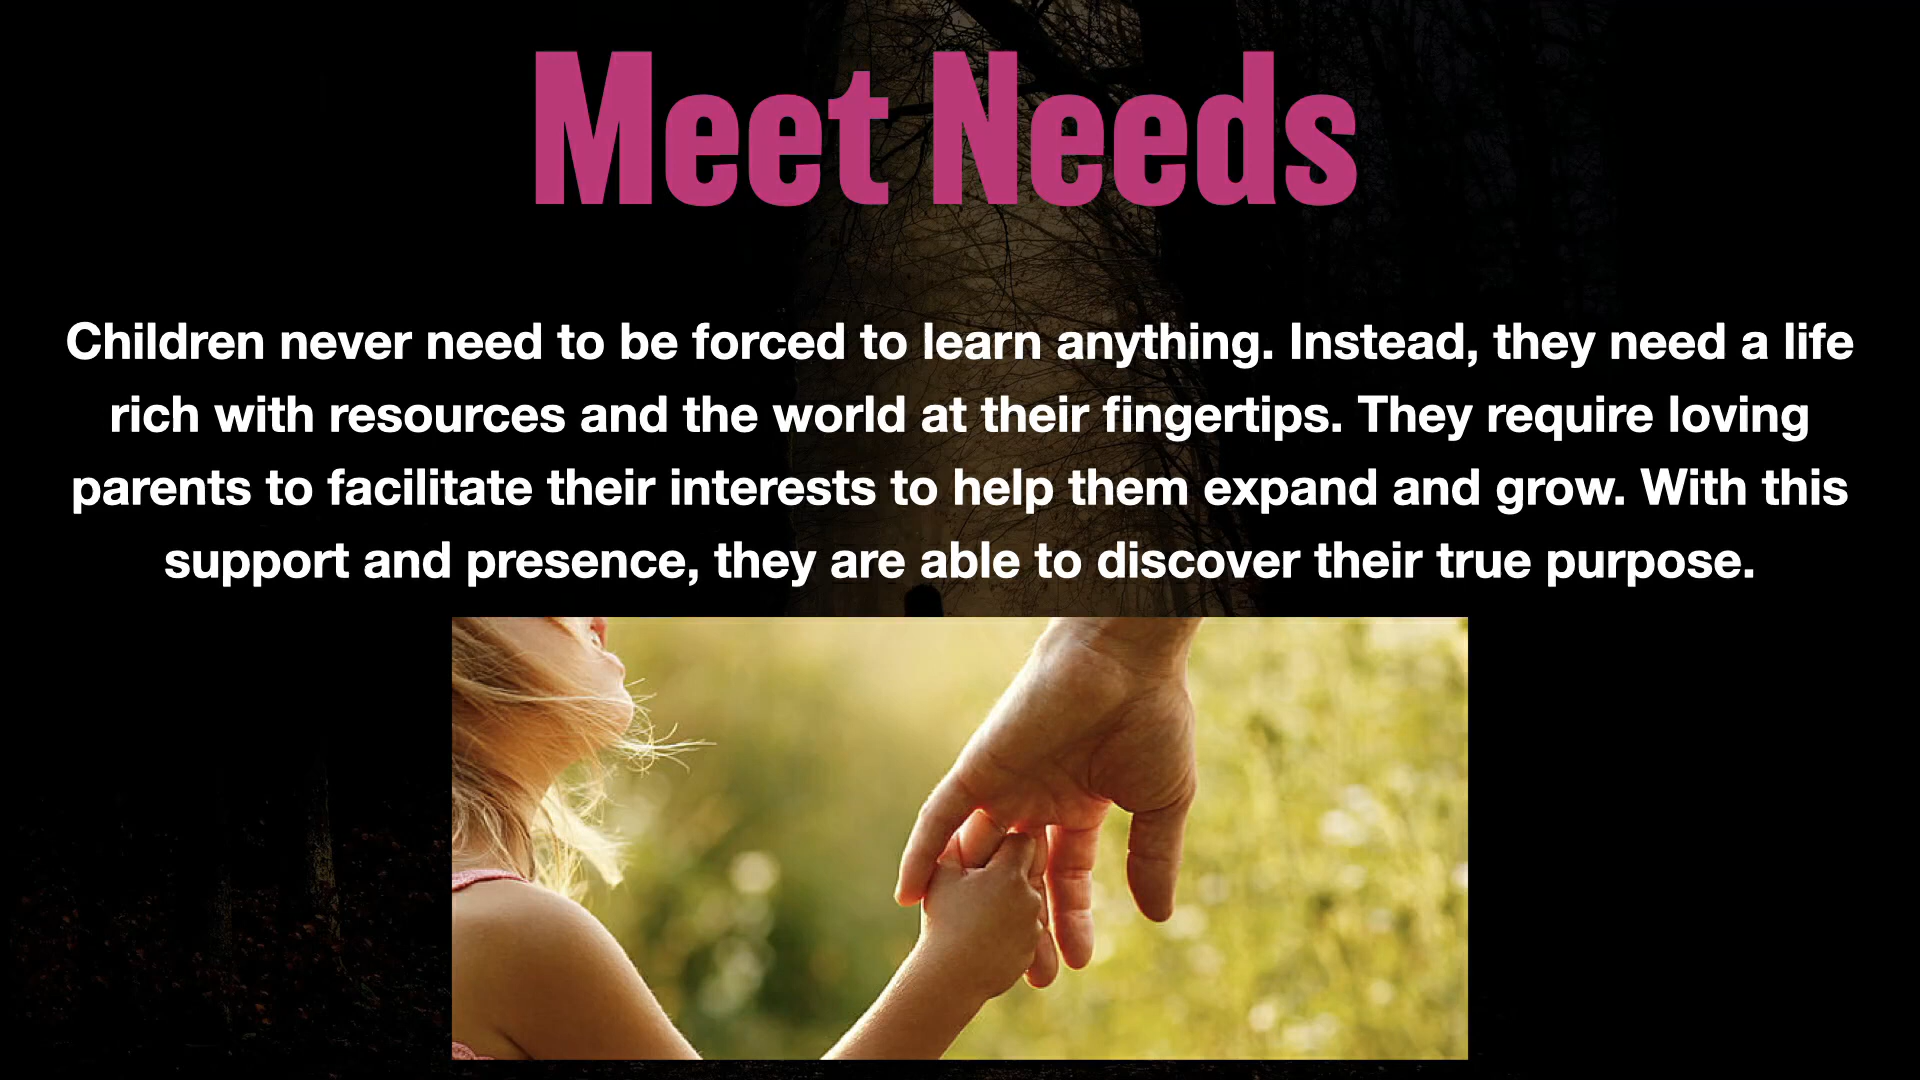 Meet Needs
Children never need to be forced to learn anything. Instead, they need a life
rich with resources and the world at their fingertips. They require loving
parents to facilitate their interests to help them expand and grow. With this
support and presence, they are able to discover their true purpose.